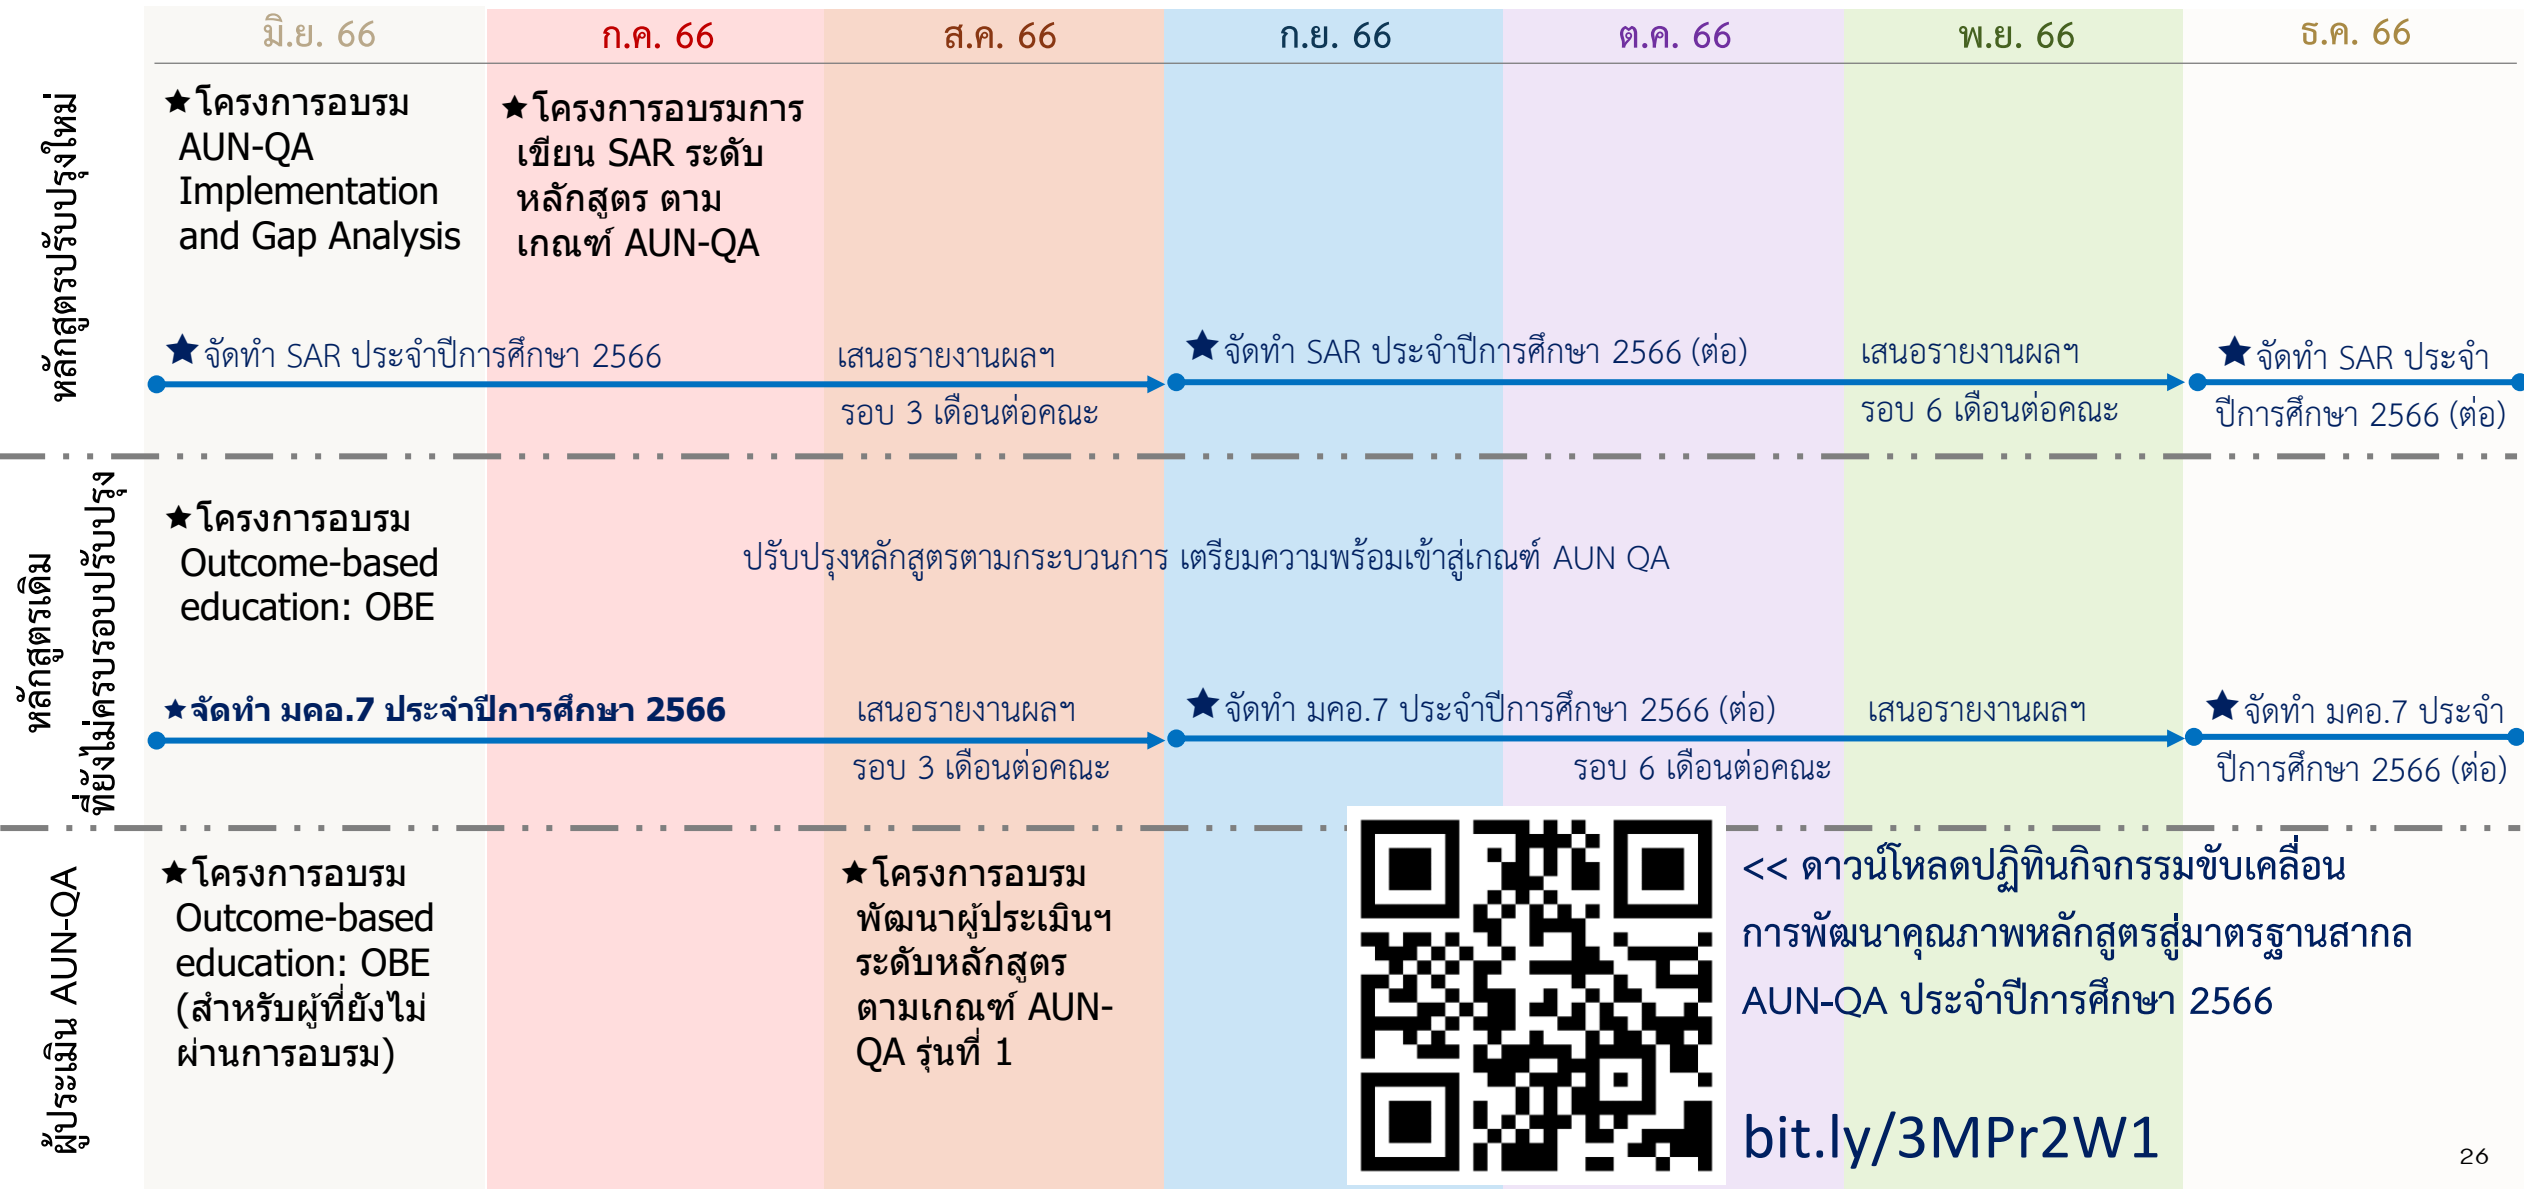 มิ.ย. 66
ก.ค. 66
ส.ค. 66
ก.ย. 66
ต.ค. 66
พ.ย. 66
ธ.ค. 66
หลักสูตรปรับปรุงใหม่
★โครงการอบรม
AUN-QA
Implementation
and Gap Analysis
★โครงการอบรมการ
เขียน SAR ระดับ
หลักสูตร ตาม
เกณฑ์ AUN-QA
★จัดทำ SAR ประจำปีการศึกษา 2566
เสนอรายงานผลฯ
รอบ 3 เดือนต่อคณะ
★จัดทำ SAR ประจำปีการศึกษา 2566 (ต่อ)
เสนอรายงานผลฯ
รอบ 6 เดือนต่อคณะ
★จัดทำ SAR ประจำ
ปีการศึกษา 2566 (ต่อ)
หลักสูตรเดิม
ที่ยังไม่ครบรอบปรับปรุง
★โครงการอบรม
Outcome-based
education: OBE
ปรับปรุงหลักสูตรตามกระบวนการ เตรียมความพร้อมเข้าสู่เกณฑ์ AUN QA
★จัดทำ มคอ.7 ประจำปีการศึกษา 2566
เสนอรายงานผลฯ
รอบ 3 เดือนต่อคณะ
★จัดทำ มคอ.7 ประจำปีการศึกษา 2566 (ต่อ)
เสนอรายงานผลฯ
รอบ 6 เดือนต่อคณะ
★จัดทำ มคอ.7 ประจำ
ปีการศึกษา 2566 (ต่อ)
ผู้ประเมิน AUN-QA
★โครงการอบรม
Outcome-based
education: OBE
(สำหรับผู้ที่ยังไม่
ผ่านการอบรม)
★โครงการอบรม
พัฒนาผู้ประเมินฯ
ระดับหลักสูตร
ตามเกณฑ์ AUN-
QA รุ่นที่ 1
<< ดาวน์โหลดปฏิทินกิจกรรมขับเคลื่อน
การพัฒนาคุณภาพหลักสูตรสู่มาตรฐานสากล
AUN-QA ประจำปีการศึกษา 2566
bit.ly/3MPr2W1
26